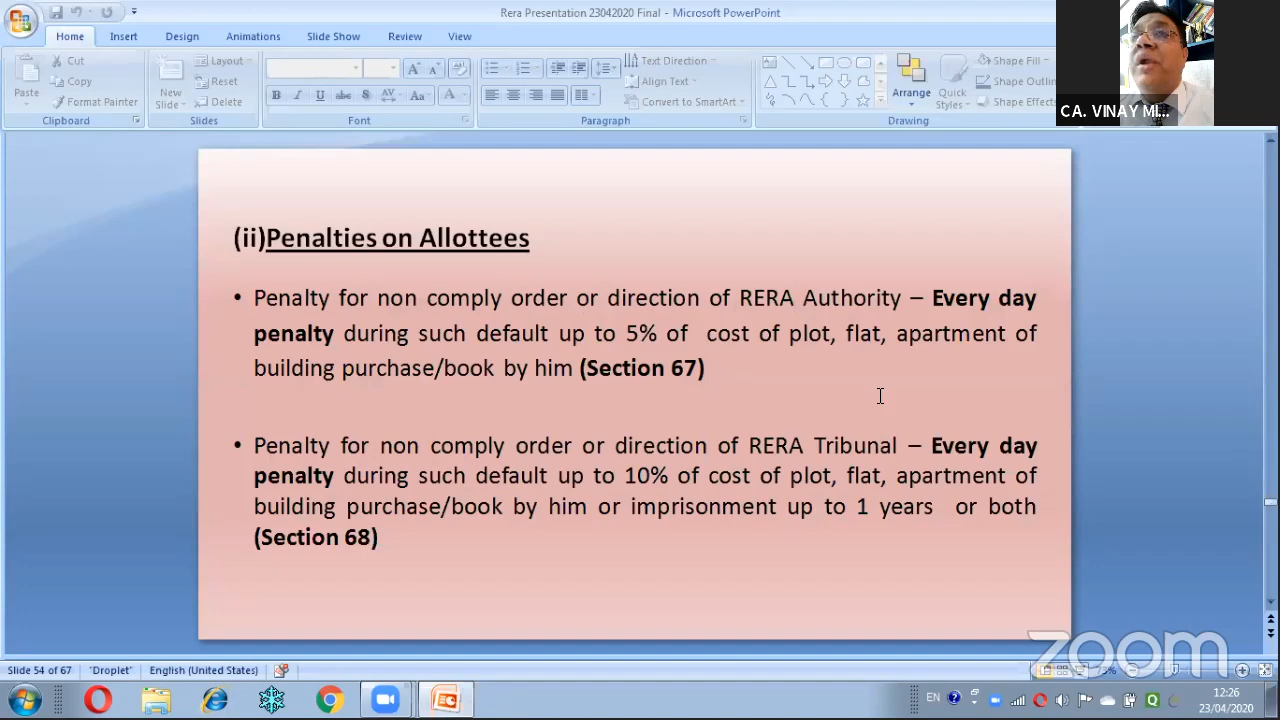 Rera Presentation 23042020 Final - Microsoft PowerPoint
Home Insert Design Animations Slide Show Review View
Paste
Cut
Copy
Format Painter
Clipboard
New
Slide
Layout
Reset
Delete
Slides
B I U abc S AV Aa A
Font
Text Direction
Align Text
Convert to SmartArt
Paragraph
Arrange
Quick
Styles
Shape Fill
Shape Outlin
Shape Effects
Drawing
CA. VINAY MI...
(ii)Penalties on Allottees
• Penalty for non comply order or direction of RERA Authority – Every day
penalty during such default up to 5% of cost of plot, flat, apartment of
building purchase/book by him (Section 67)
• Penalty for non comply order or direction of RERA Tribunal – Every day
penalty during such default up to 10% of cost of plot, flat, apartment of
building purchase/book by him or imprisonment up to 1 years or both
(Section 68)
zoom
Slide 54 of 67 "Droplet" English (United States)
EN
12:26
23/04/2020